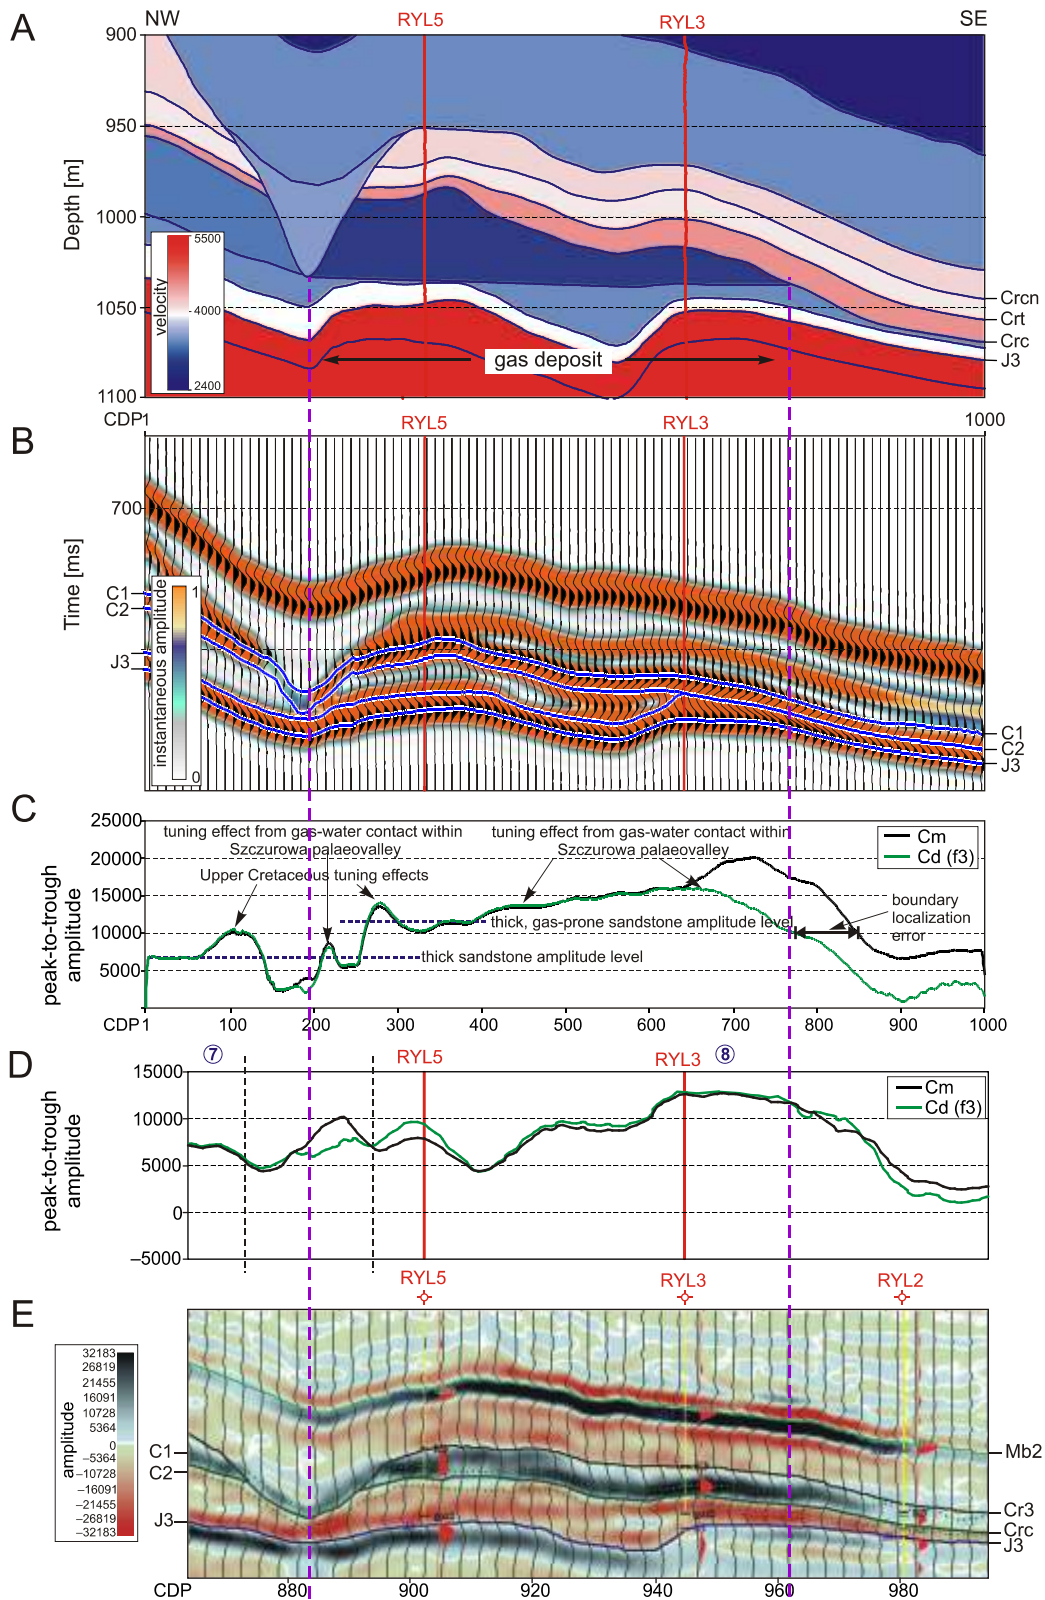 A
NW
RYL5
RYL3
SE
900
950
1000
1050
1100
Depth [m]
velocity
5500
4000
2400
gas deposit
Crcn
Crt
Crc
J3
CDP1
RYL5
RYL3
1000
B
700
Time [ms]
C1
C2
J3
instantaneous amplitude
1
0
C1
C2
J3
C
25000
20000
15000
10000
5000
peak-to-trough
amplitude
tuning effect from gas-water contact within
Szczurowa palaeovalley
tuning effect from gas-water contact within
Szczurowa palaeovalley
Upper Cretaceous tuning effects
Cm
Cd (f3)
boundary
localization
error
thick, gas-prone sandstone amplitude level
thick sandstone amplitude level
CDP1 100 200 300 400 500 600 700 800 900 1000
D
7
RYL5
RYL3
8
15000
10000
5000
0
–5000
peak-to-trough
amplitude
Cm
Cd (f3)
E
RYL5
RYL3
RYL2
amplitude
32183
26819
21455
16091
10728
5364
0
–5364
–10728
–16091
–21455
–26819
–32183
C1
C2
J3
Mb2
Cr3
Crc
J3
CDP 880 900 920 940 960 980